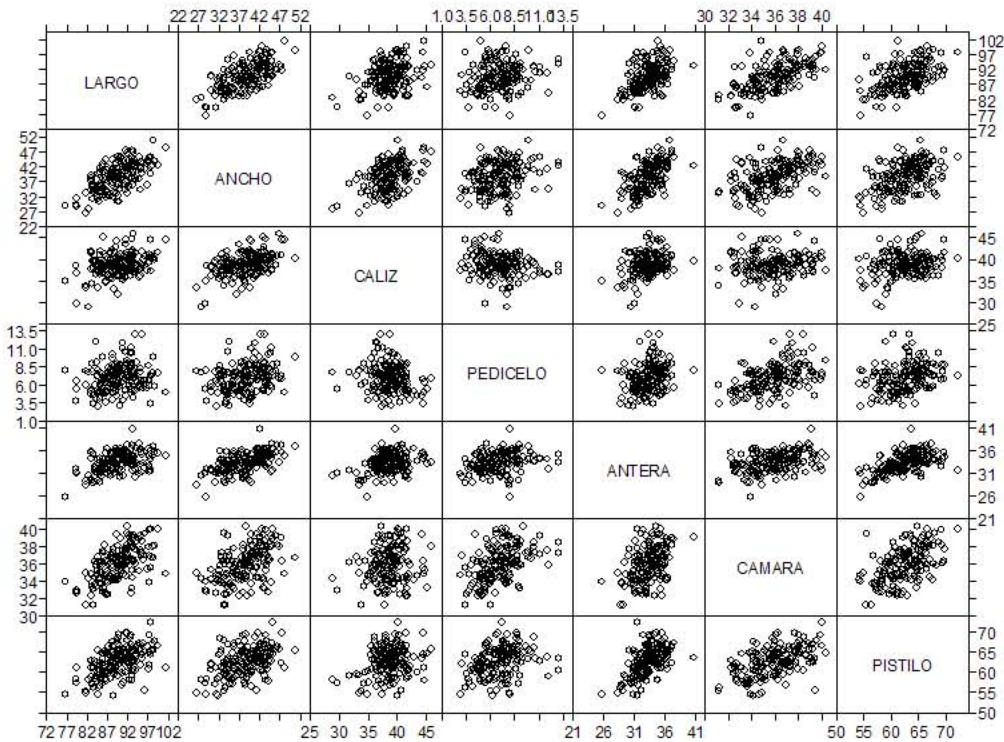 22 27 32 37 42 47 52 1.0 3.5 6.0 8.5 11.0 13.5 30 32 34 36 38 40
LARGO 102 97 92 87 82 77 72
52 47 42 37 32 27 22 ANCHO
CALIZ 45 40 35 30 25
13.5 11.0 8.5 6.0 3.5 1.0 PEDICELO
ANTERA 41 36 31 26 21
40 38 36 34 32 30 CAMARA
PISTILO 70 65 60 55 50
72 77 82 87 92 97 102 25 30 35 40 45 21 26 31 36 41 50 55 60 65 70